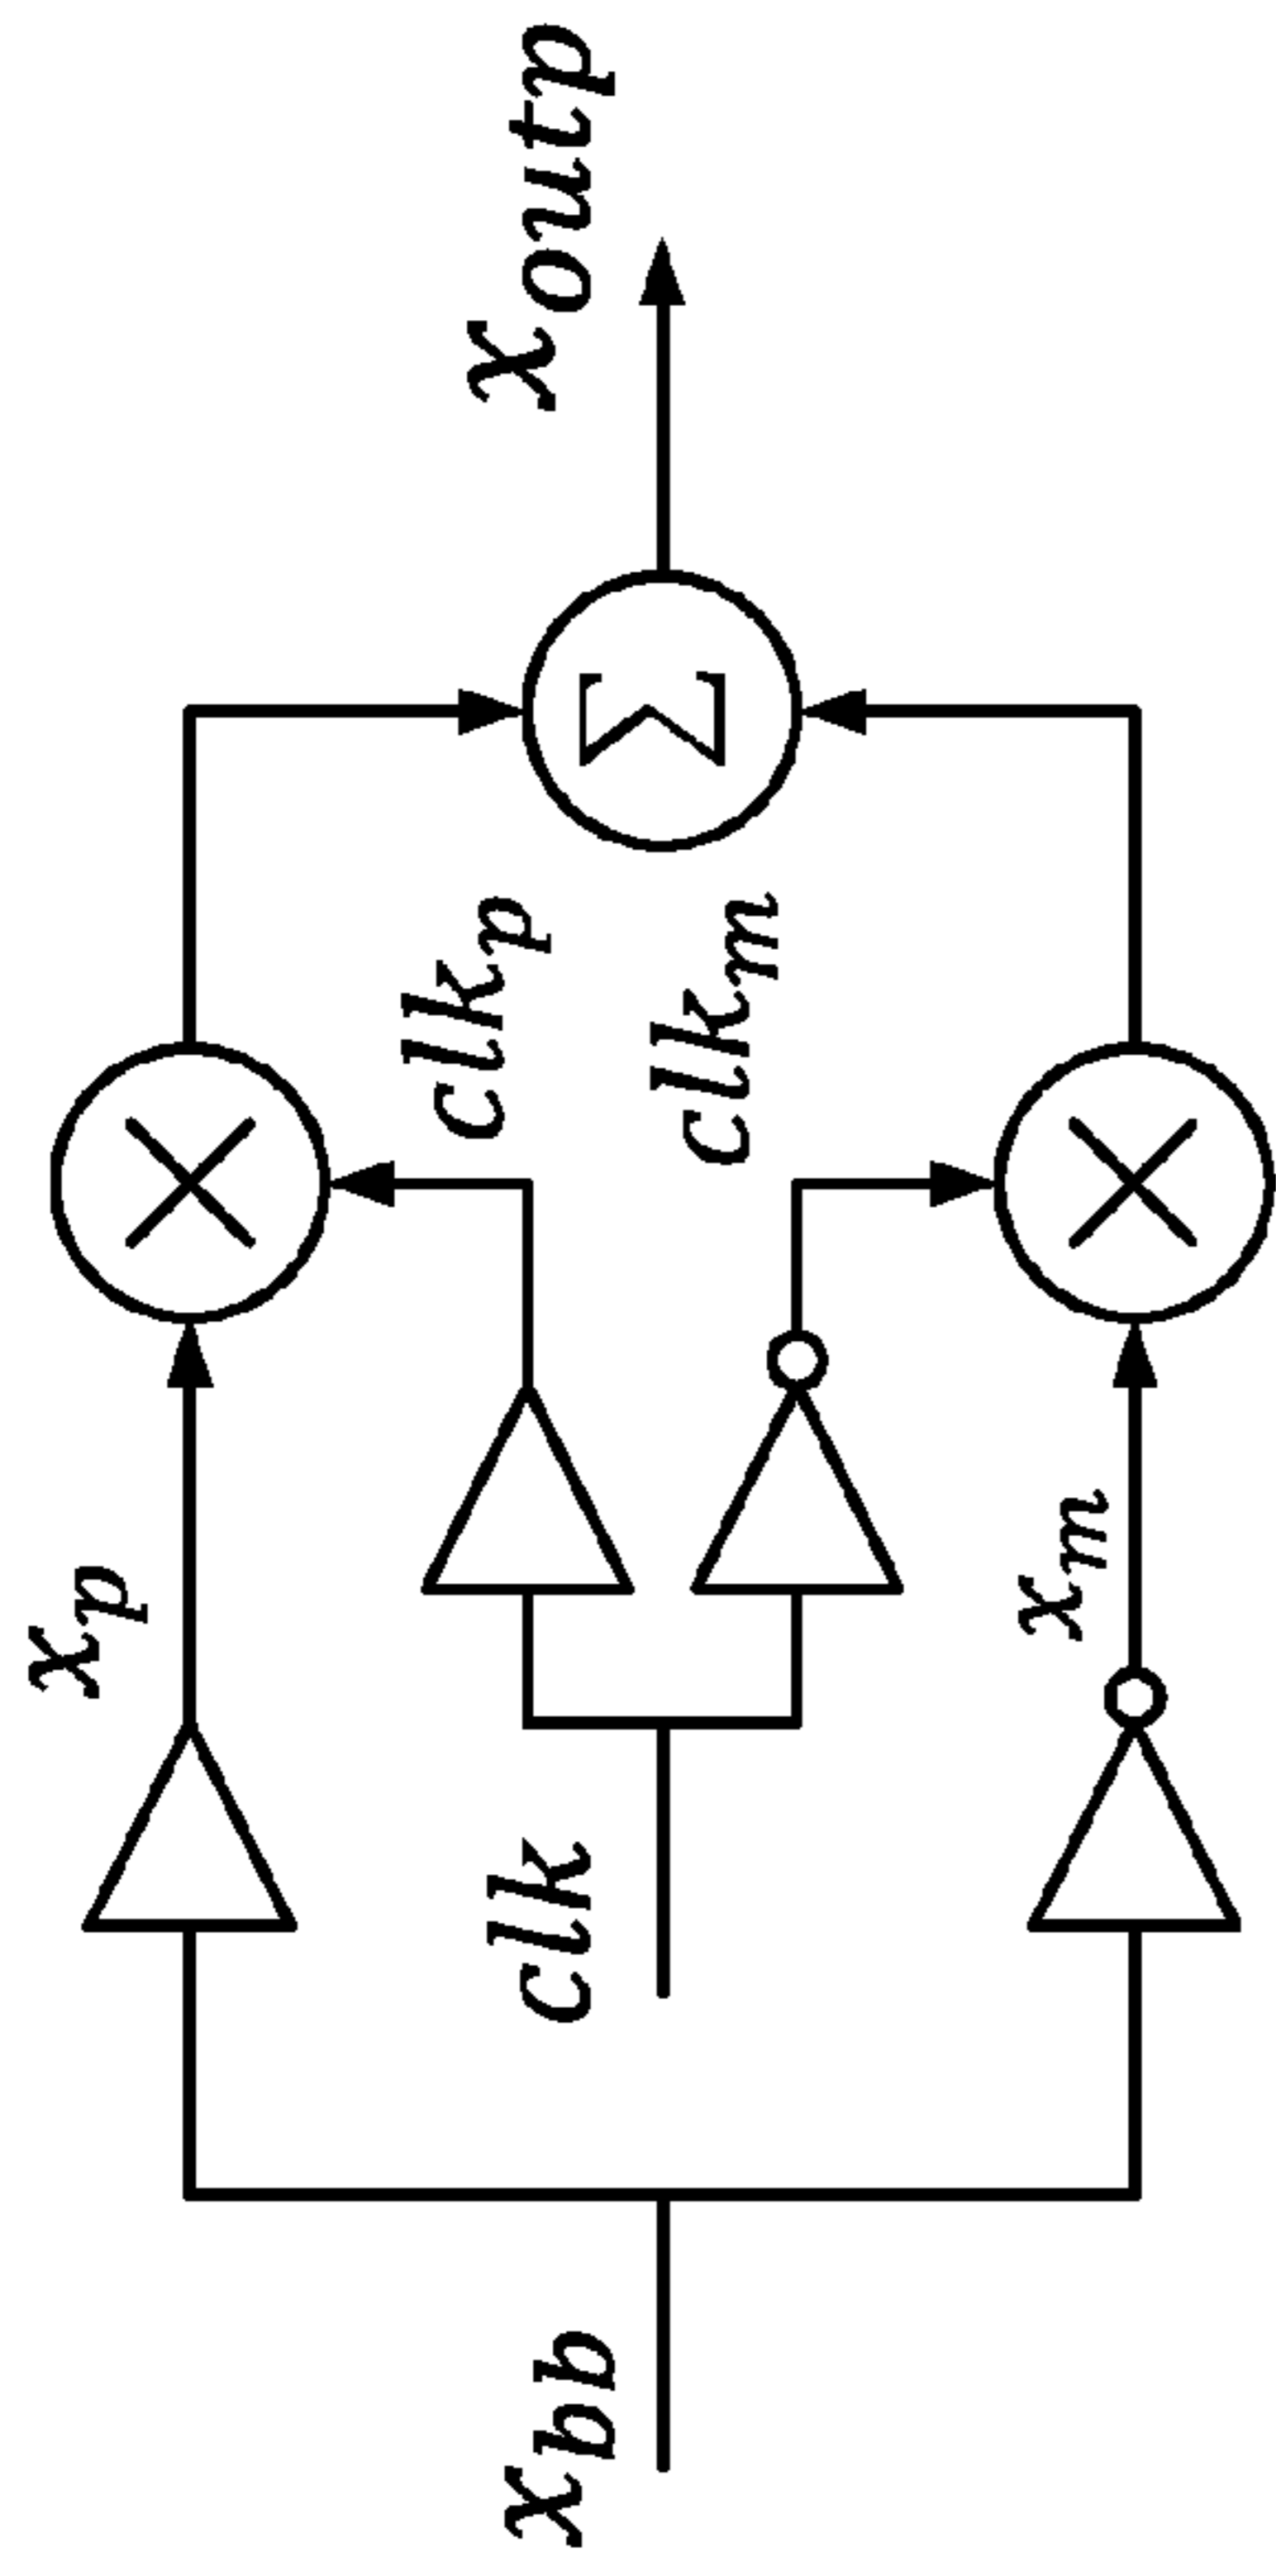 x_bb
x_p
clk
x_m
clk_p
clk_m
Σ
x_outp